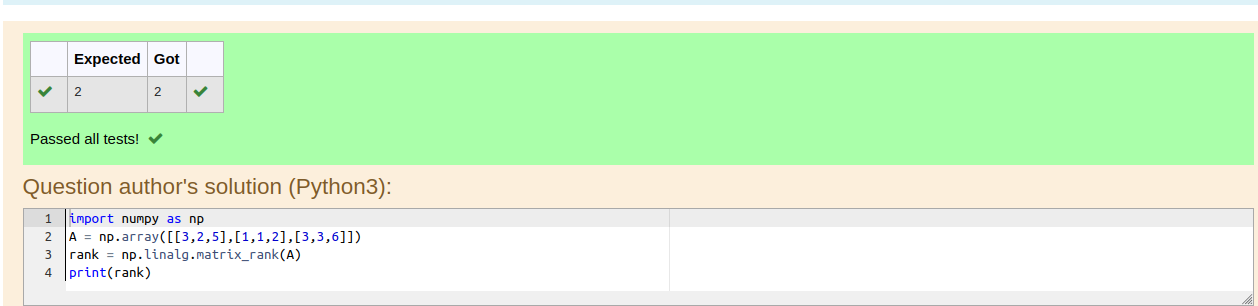 Expected Got
2 2
Passed all tests!
Question author's solution (Python3):
1 import numpy as np
2 A = np.array([[3,2,5],[1,1,2],[3,3,6]])
3 rank = np.linalg.matrix_rank(A)
4 print(rank)